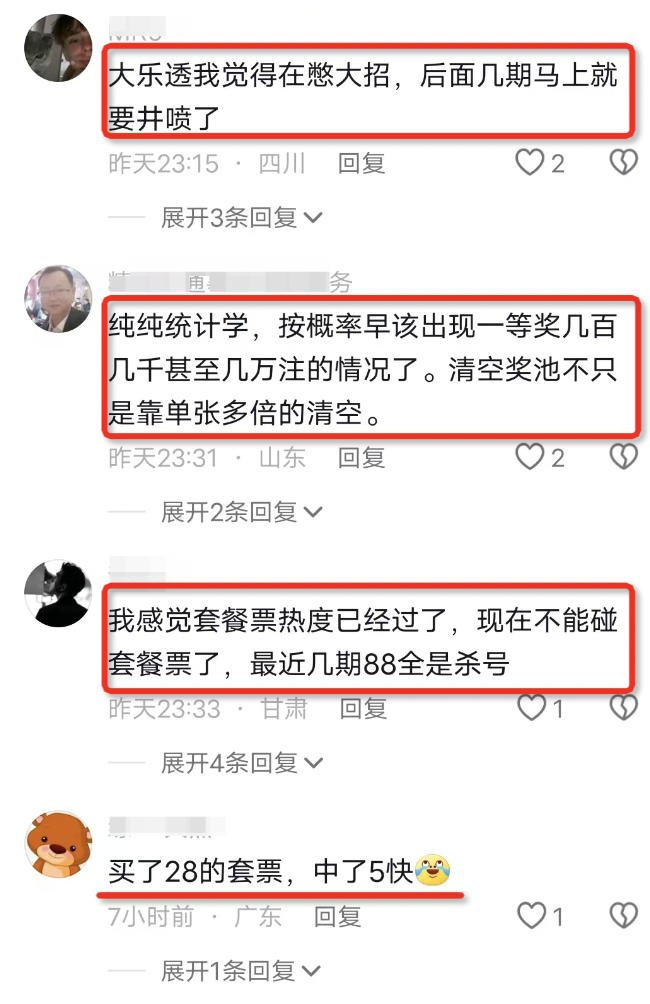 大乐透我觉得在憋大招，后面几期马上就
要井喷了
昨天23:15 · 四川 回复 2
展开3条回复
务
纯纯统计学，按概率早该出现一等奖几百
几千甚至几万注的情况了。清空奖池不只
是靠单张多倍的清空。
昨天23:31 · 山东 回复 2
展开2条回复
我感觉套餐票热度已经过了，现在不能碰
套餐票了，最近几期88全是杀号
昨天23:33 · 甘肃 回复 1
展开4条回复
买了28的套票，中了5快
7小时前 · 广东 回复 1
展开1条回复